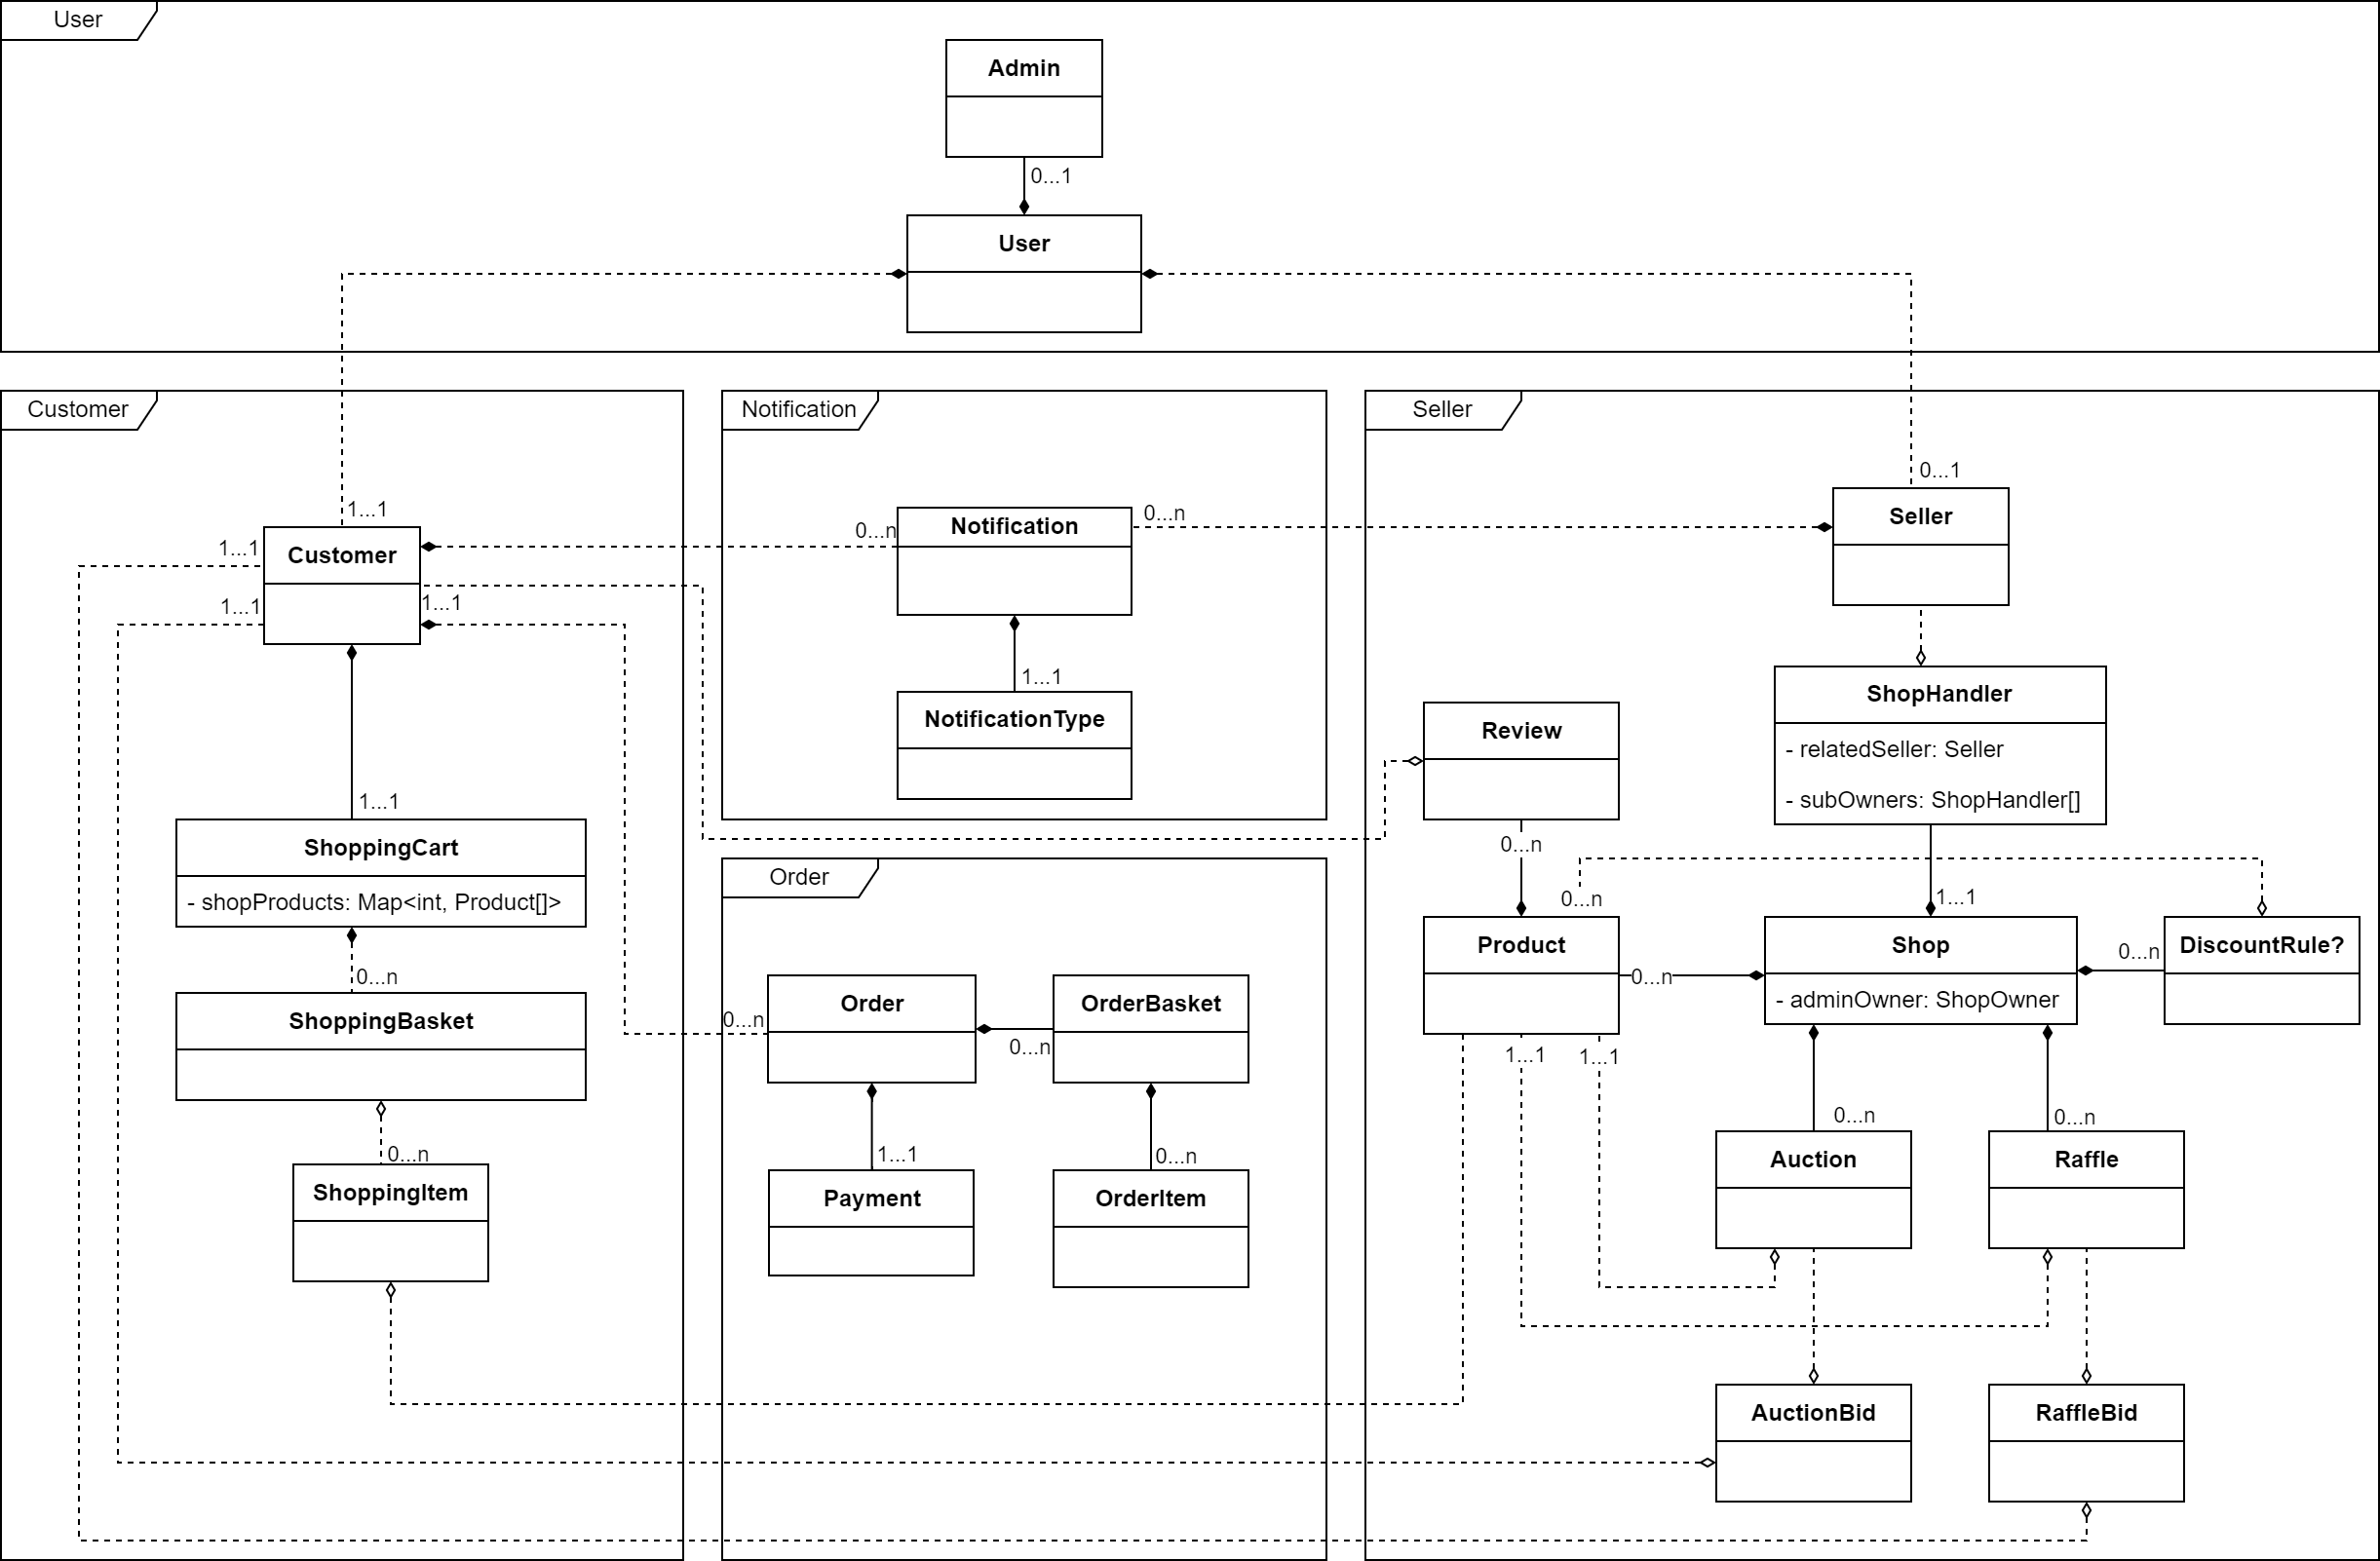 User
Admin
0...1
User
Customer
Notification
Seller
0...1
1...1
0...n
Notification
0...n
Seller
1...1
Customer
1...1
1...1
1...1
NotificationType
ShopHandler
- relatedSeller: Seller
- subOwners: ShopHandler[]
Review
1...1
ShoppingCart
- shopProducts: Map<int, Product[]>
0...n
Order
0...n
1...1
Product
0...n
Shop
- adminOwner: ShopOwner
0...n
DiscountRule?
0...n
ShoppingBasket
0...n
Order
0...n
OrderBasket
1...1
1...1
0...n
0...n
0...n
ShoppingItem
1...1
Payment
0...n
OrderItem
Auction
Raffle
AuctionBid
RaffleBid